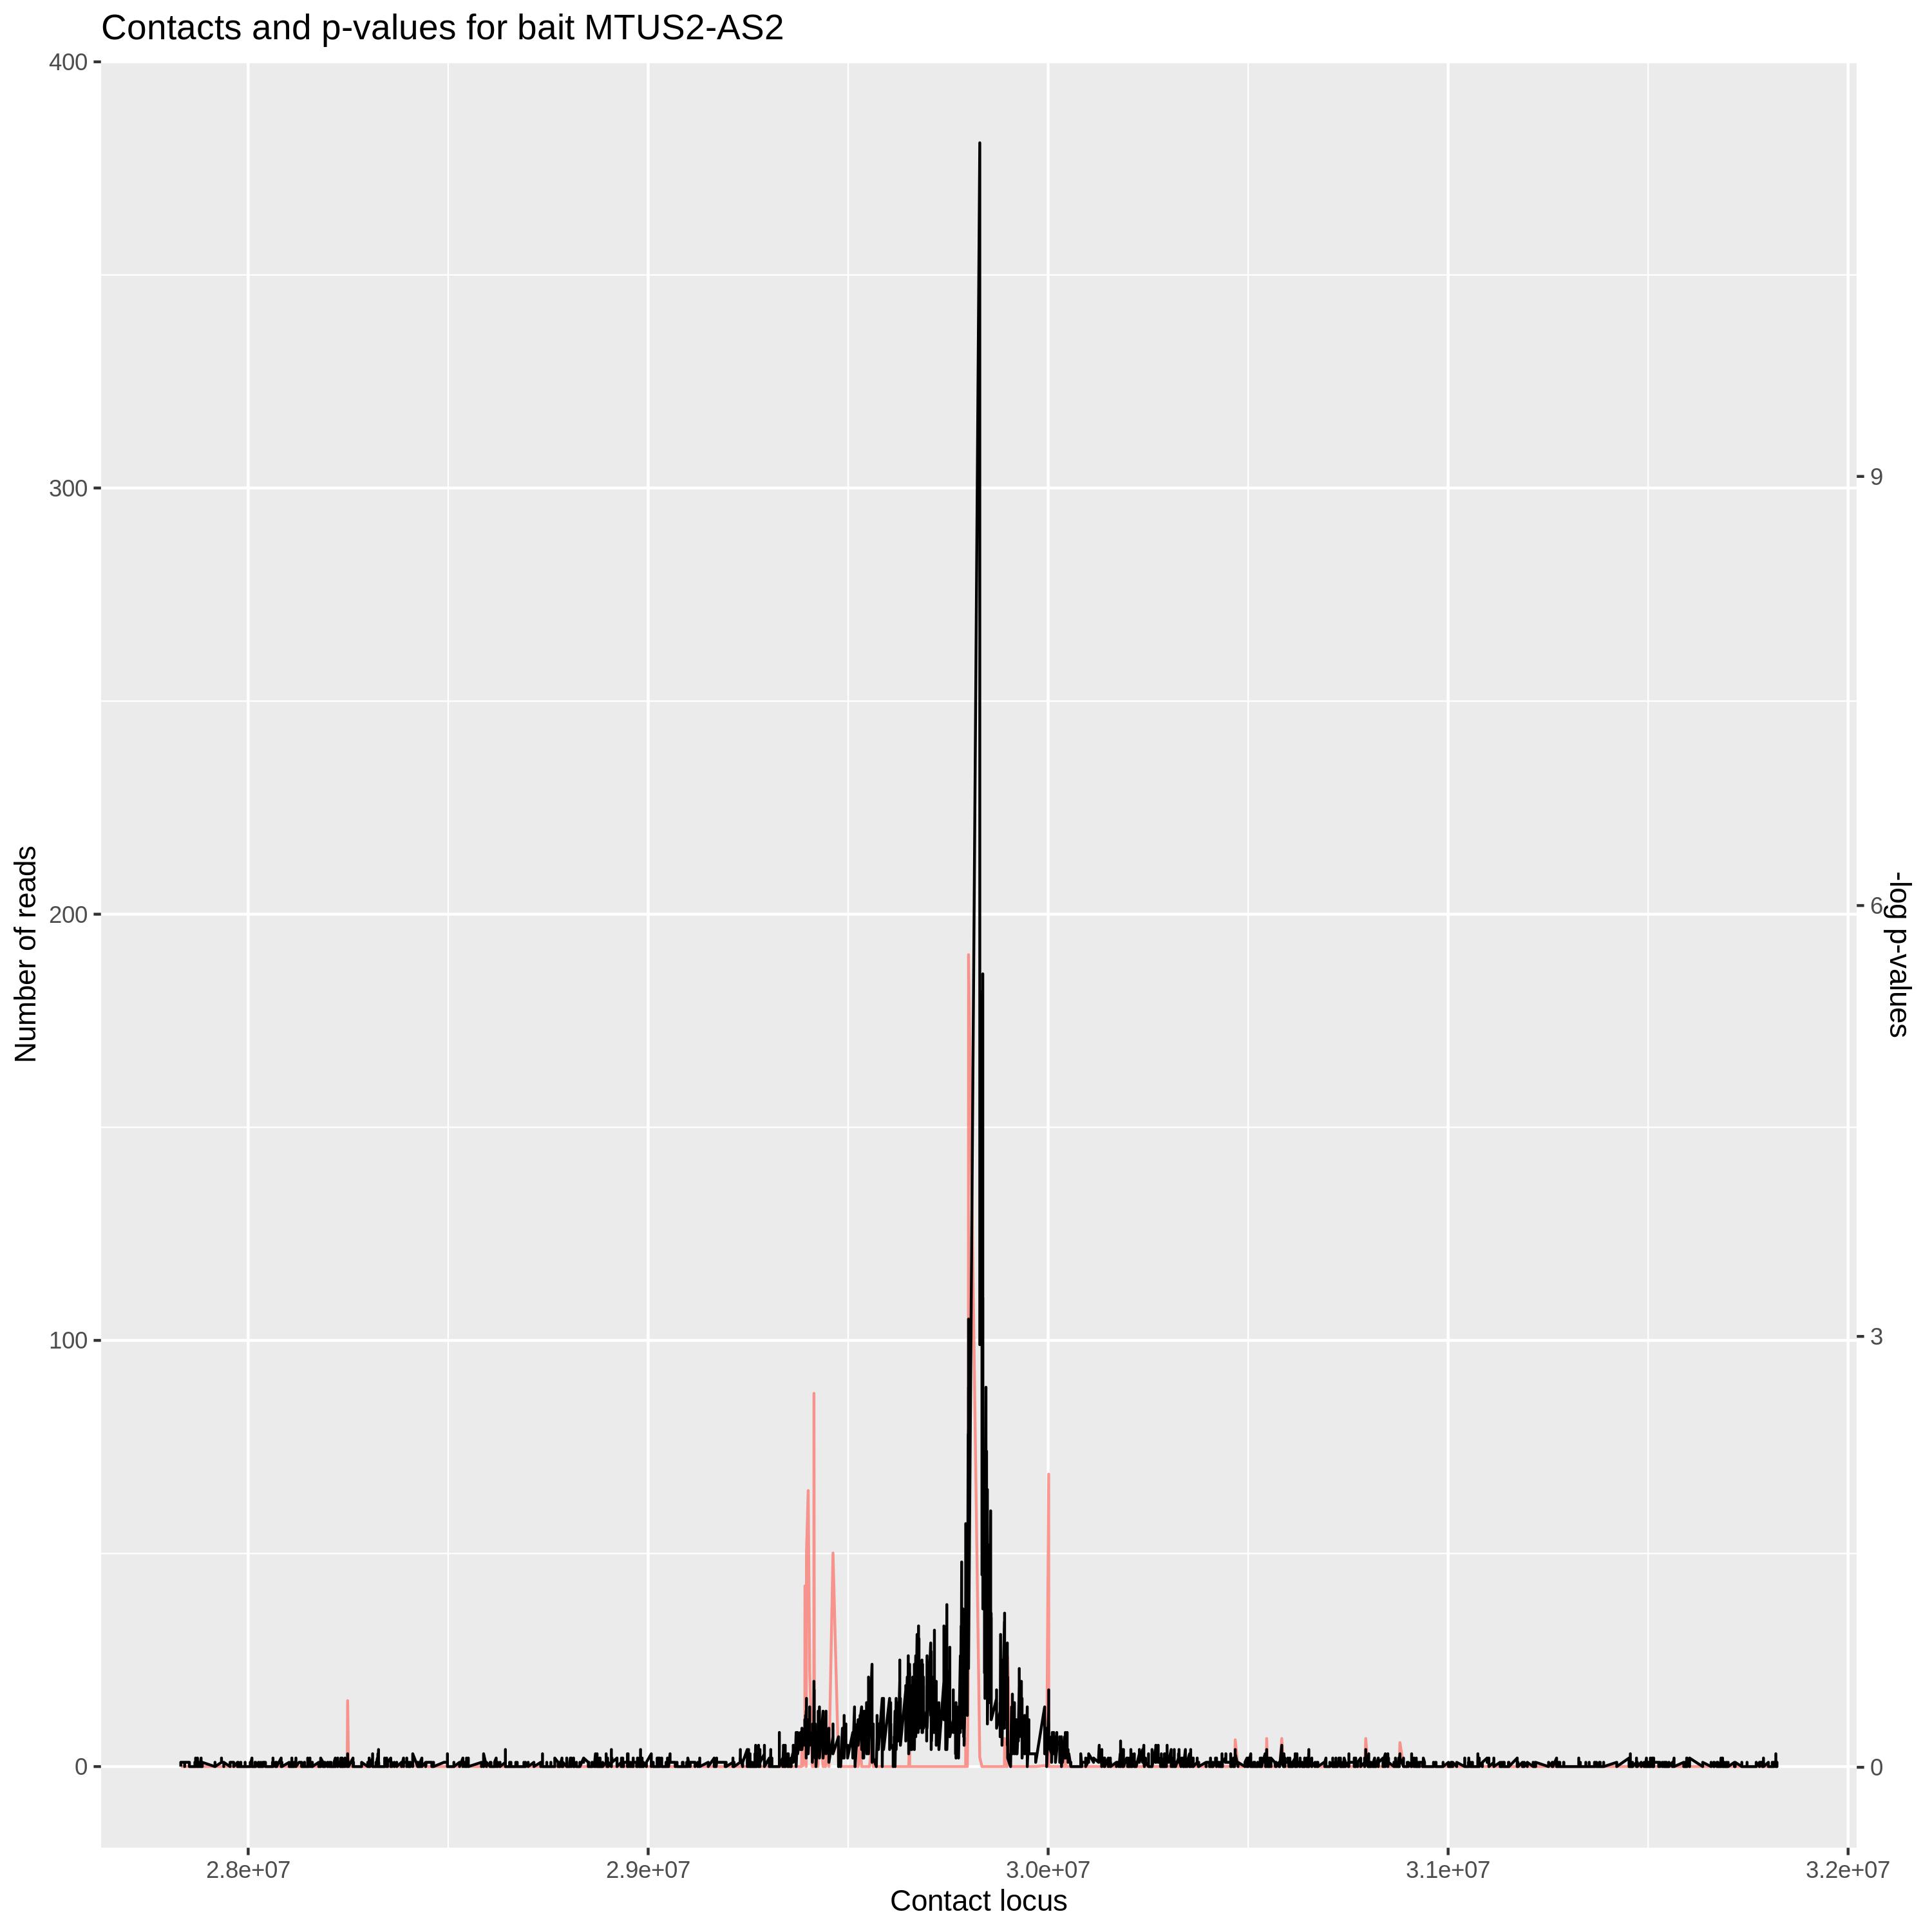 Contacts and p-values for bait MTUS2-AS2
400
300
200
100
0
Number of reads
9
6
3
0
-log p-values
2.8e+07
2.9e+07
3.0e+07
3.1e+07
3.2e+07
Contact locus